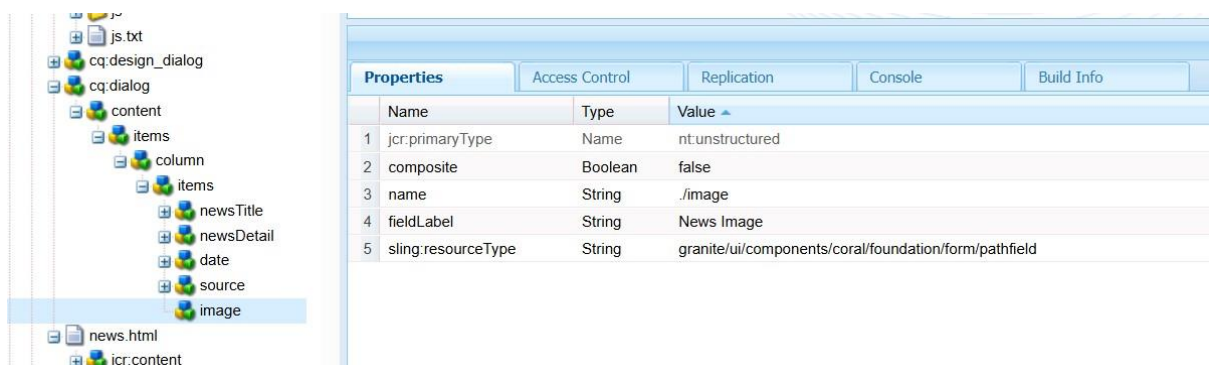 js
js.txt
cq:design_dialog
cq:dialog
content
items
column
items
newsTitle
newsDetail
date
source
image
news.html
jcr:content
Properties Access Control Replication Console Build Info
Name Type Value
1 jcr:primaryType Name nt:unstructured
2 composite Boolean false
3 name String ./image
4 fieldLabel String News Image
5 sling:resourceType String granite/ui/components/coral/foundation/form/pathfield